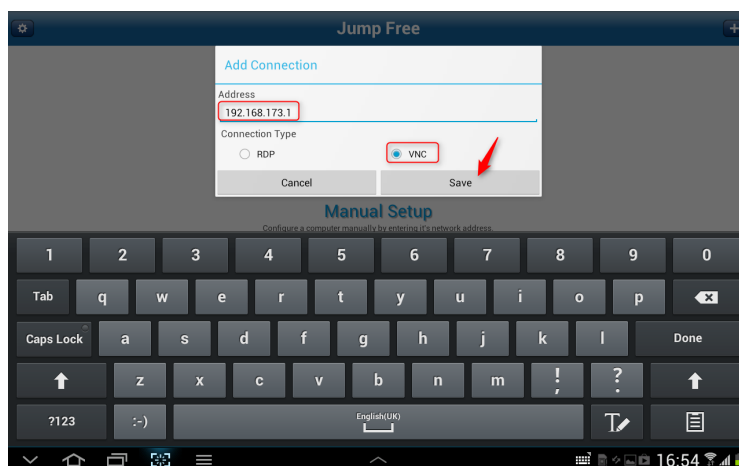 Jump Free
Add Connection
Address
192.168.173.1
Connection Type
RDP VNC
Cancel Save
Manual Setup
Configure a computer manually by entering it's network address.
1 2 3 4 5 6 7 8 9 0
Tab q w e r t y u i o p
Caps Lock a s d f g h j k l Done
z x c v b n m ! , ? .
?123 :-) English(UK) T
16:54